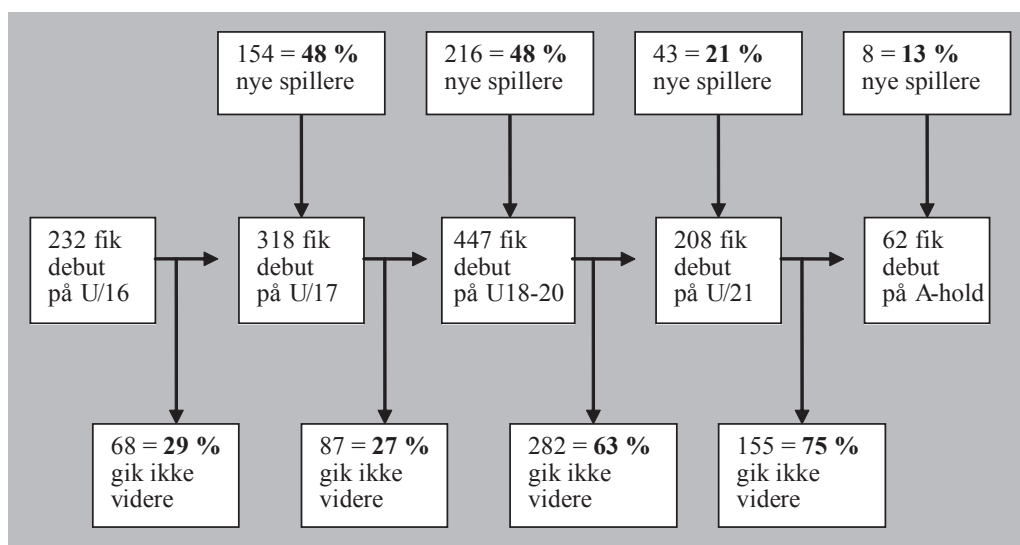 154 = 48 %
nye spillere
216 = 48 %
nye spillere
43 = 21 %
nye spillere
8 = 13 %
nye spillere
232 fik
debut
på U/16
318 fik
debut
på U/17
447 fik
debut
på U18-20
208 fik
debut
på U/21
62 fik
debut
på A-hold
68 = 29 %
gik ikke
videre
87 = 27 %
gik ikke
videre
282 = 63 %
gik ikke
videre
155 = 75 %
gik ikke
videre